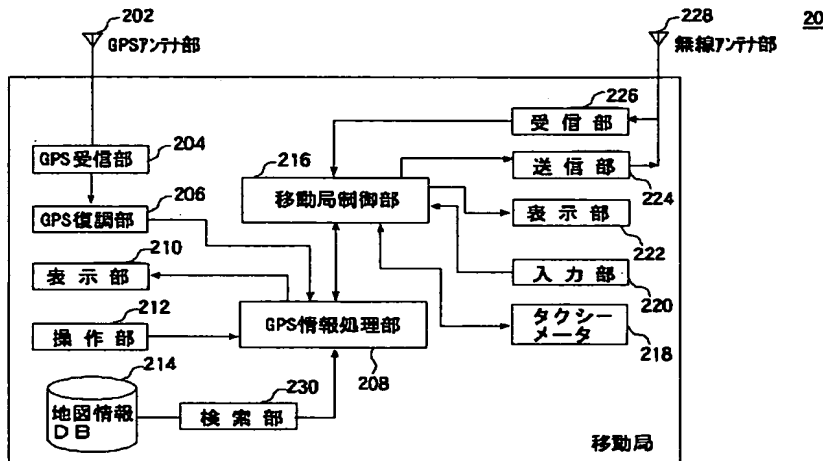 202
GPSアンテナ部
228
無線アンテナ部
20
226
受信部
204
GPS受信部
216
送信部
224
206
移動局制御部
GPS復調部
表示部
222
210
表示部
入力部
220
212
GPS情報処理部
タクシー
メータ
218
操作部
208
214
230
地図情報
DB
検索部
移動局